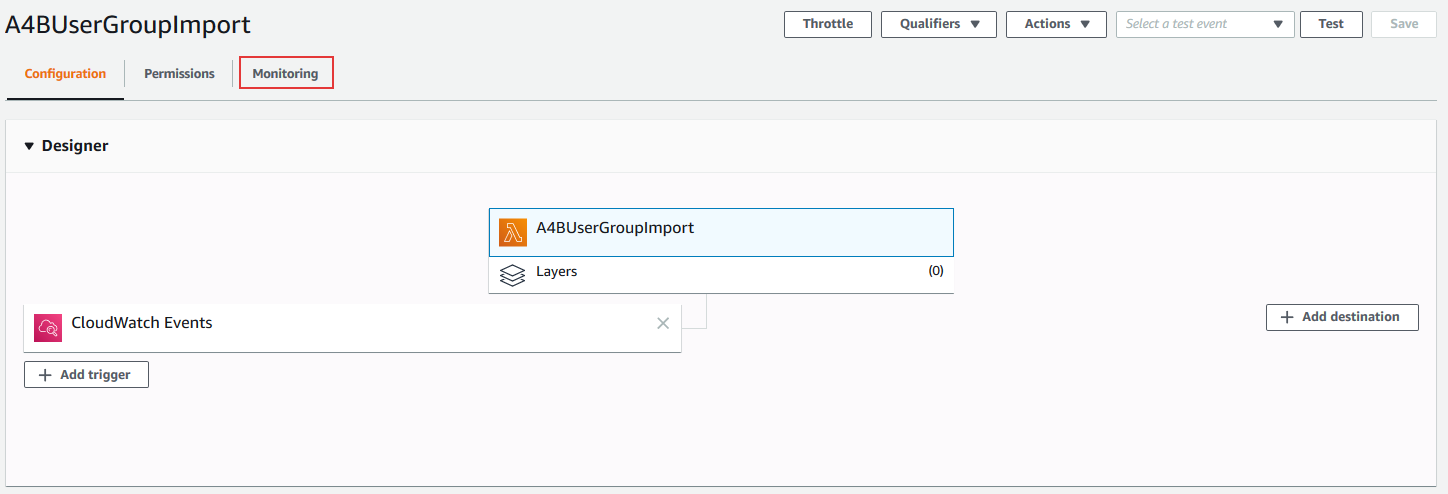 A4BUserGroupImport
Throttle
Qualifiers
Actions
Select a test event
Test
Save
Configuration
Permissions
Monitoring
Designer
A4BUserGroupImport
Layers
(0)
CloudWatch Events
Add destination
Add trigger